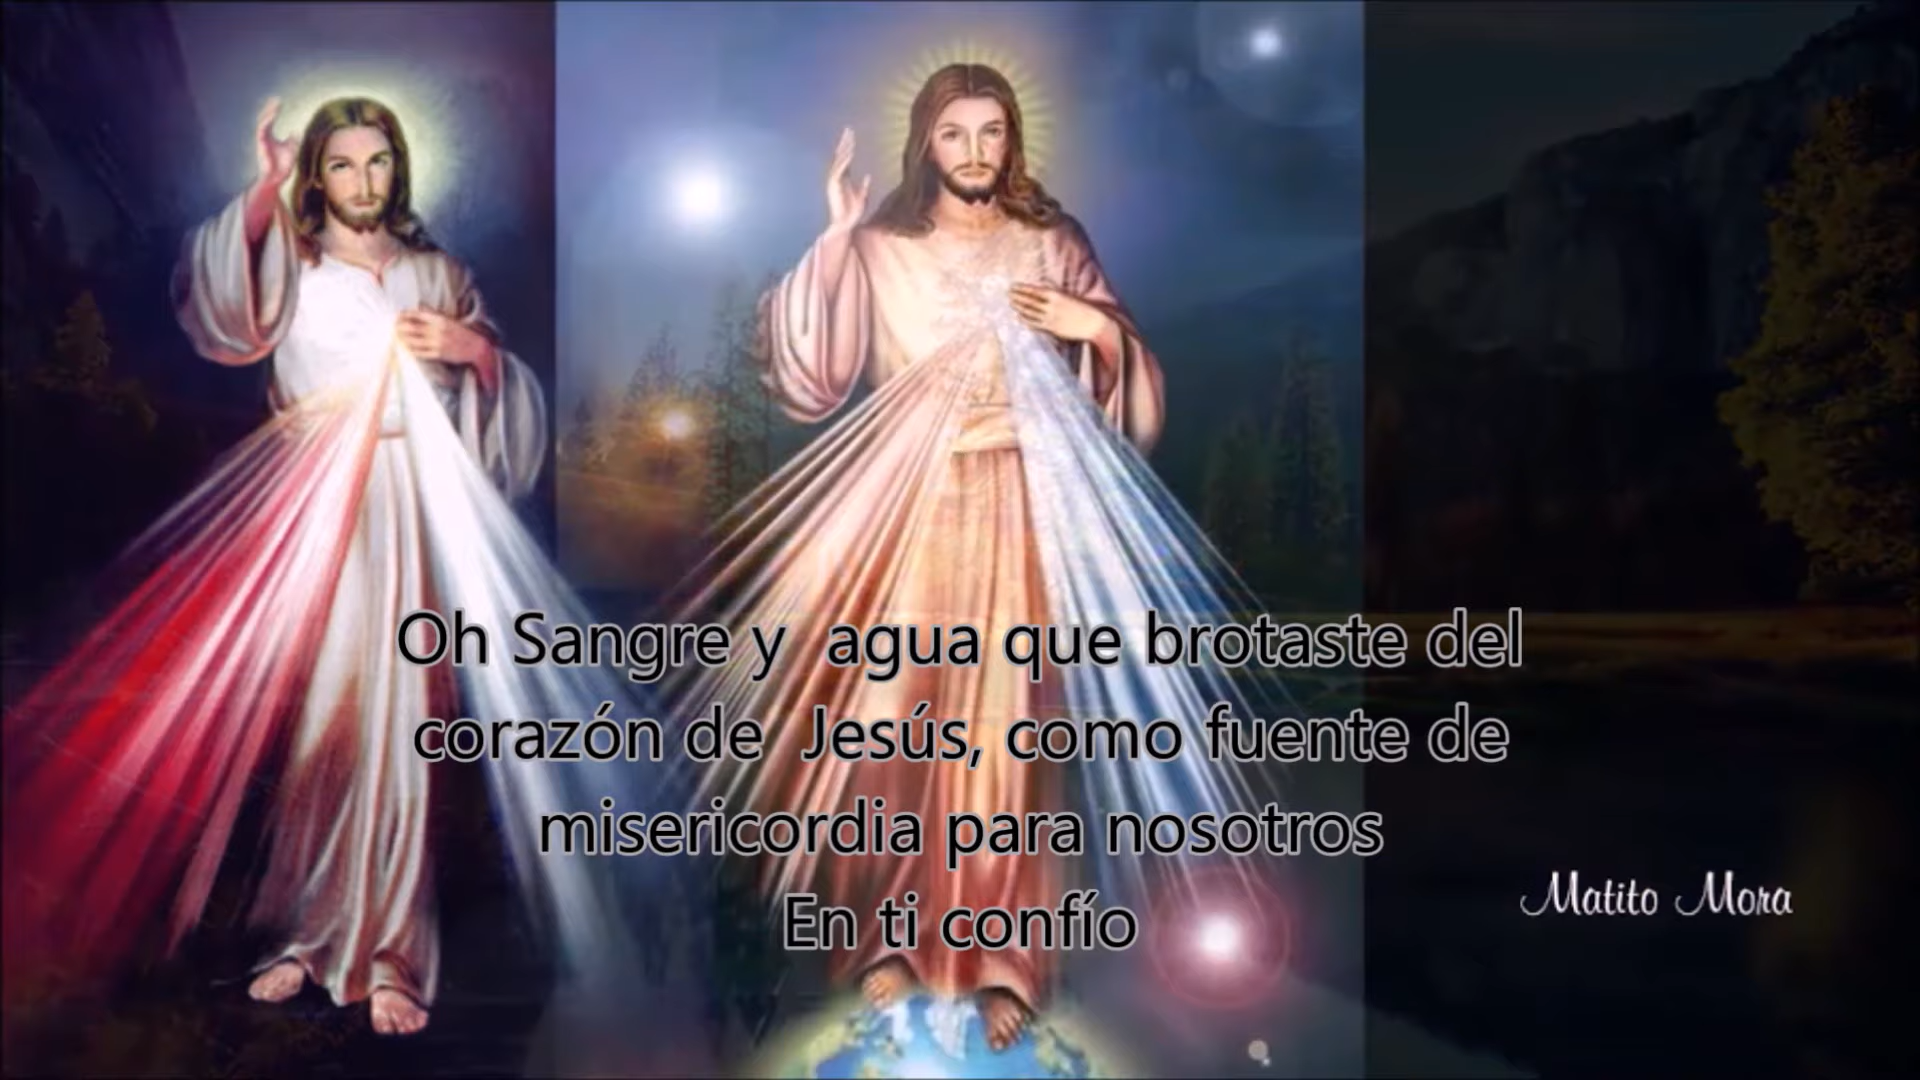 Oh Sangre y agua que brotaste del
corazón de Jesús, como fuente de
misericordia para nosotros
En ti confío
Matito Mora